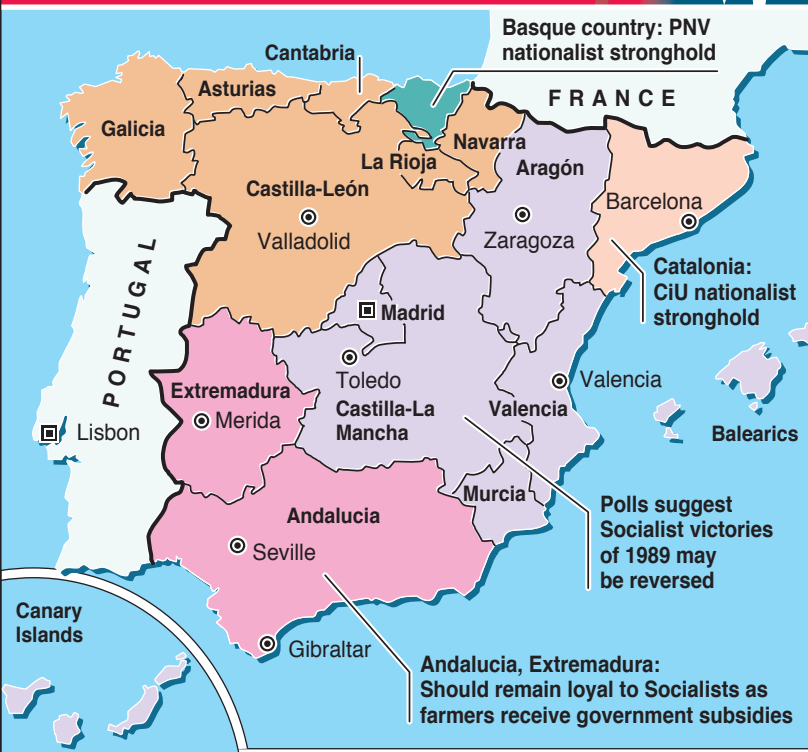 Basque country: PNV
nationalist stronghold
Cantabria
Asturias
FRANCE
Galicia
Navarra
La Rioja
Aragón
Castilla-León
Barcelona
Valladolid
Zaragoza
PORTUGAL
Catalonia:
CiU nationalist
stronghold
Madrid
Toledo
Valencia
Extremadura
Merida
Castilla-La
Mancha
Valencia
Lisbon
Balearics
Murcia
Polls suggest
Socialist victories
of 1989 may
be reversed
Andalucia
Seville
Canary
Islands
Gibraltar
Andalucia, Extremadura:
Should remain loyal to Socialists as
farmers receive government subsidies